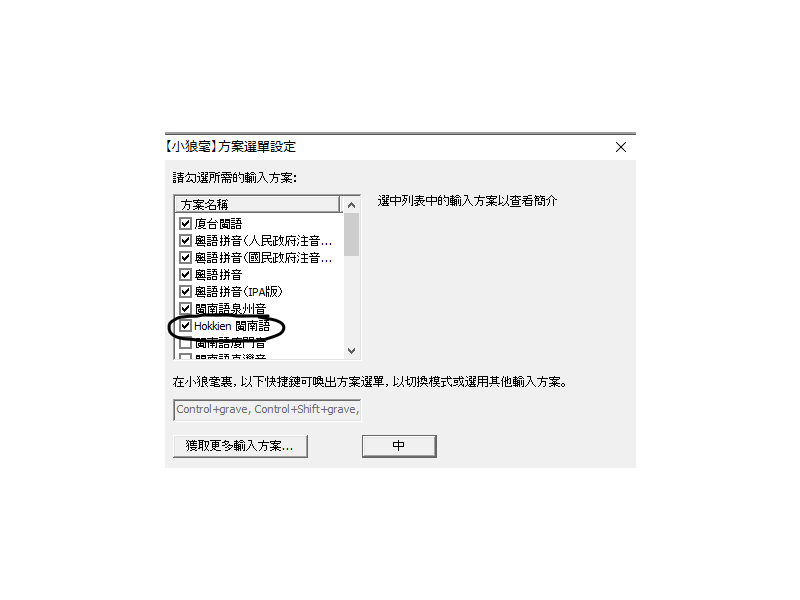 【小狼毫】方案選單設定
請勾選所需的輸入方案:
方案名稱
廈台閩語
粵語拼音(人民政府注音...
粵語拼音(國民政府注音...
粵語拼音
粵語拼音(IPA版)
閩南語泉州音
Hokkien 閩南語
閩南語廈門音
閩南語臺灣音
選中列表中的輸入方案以查看簡介
在小狼毫裏, 以下快捷鍵可喚出方案選單, 以切換模式或選用其他輸入方案。
Control+grave, Control+Shift+grave,
獲取更多輸入方案...
中